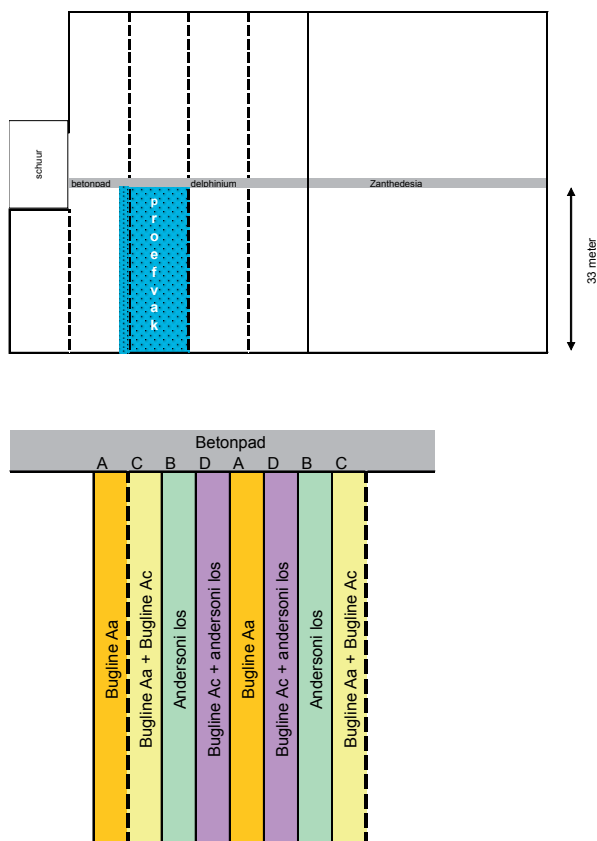 schuur
betonpad
delphinium
Zanthedesia
proefvak
33 meter
Betonpad
A C B D A D B C
Bugline Aa
Bugline Aa + Bugline Ac
Andersoni los
Bugline Ac + andersoni los
Bugline Aa
Bugline Ac + andersoni los
Andersoni los
Bugline Aa + Bugline Ac